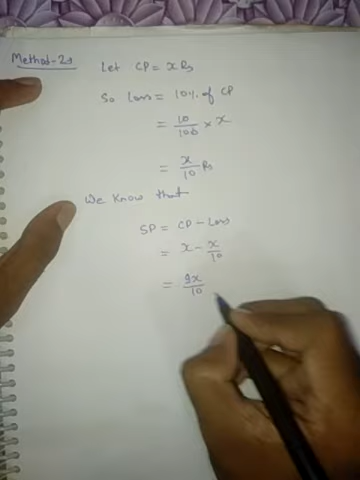 Method-2:
Let CP = x Rs
So Loss = 10% of CP
= 10/100 × x
= x/10 Rs
We know that
SP = CP - Loss
= x - x/10
= 9x/10